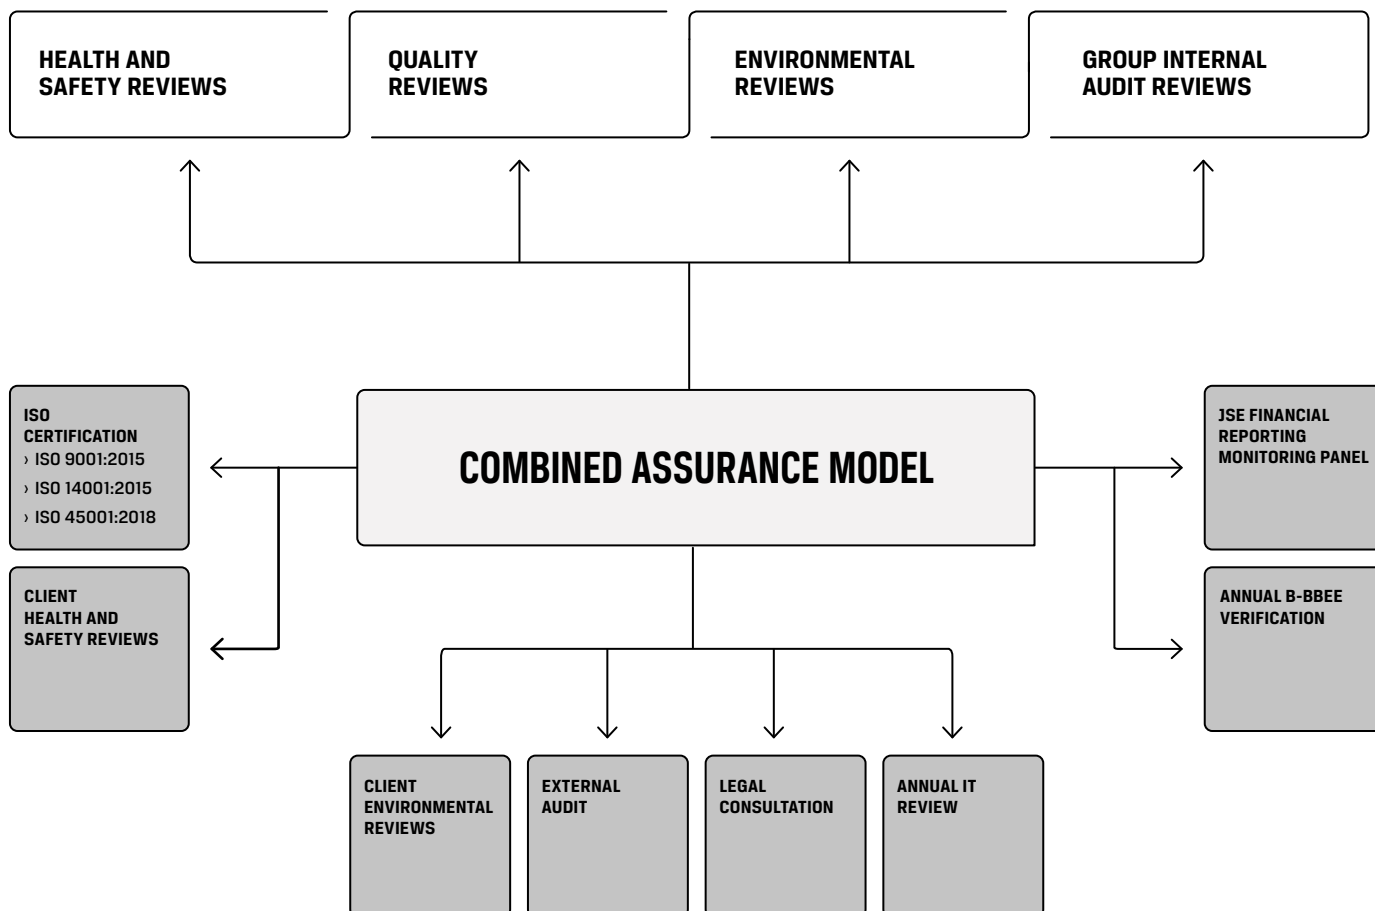 HEALTH AND
SAFETY REVIEWS
QUALITY
REVIEWS
ENVIRONMENTAL
REVIEWS
GROUP INTERNAL
AUDIT REVIEWS
ISO
CERTIFICATION
› ISO 9001:2015
› ISO 14001:2015
› ISO 45001:2018
COMBINED ASSURANCE MODEL
JSE FINANCIAL
REPORTING
MONITORING PANEL
CLIENT
HEALTH AND
SAFETY REVIEWS
ANNUAL B-BBEE
VERIFICATION
CLIENT
ENVIRONMENTAL
REVIEWS
EXTERNAL
AUDIT
LEGAL
CONSULTATION
ANNUAL IT
REVIEW